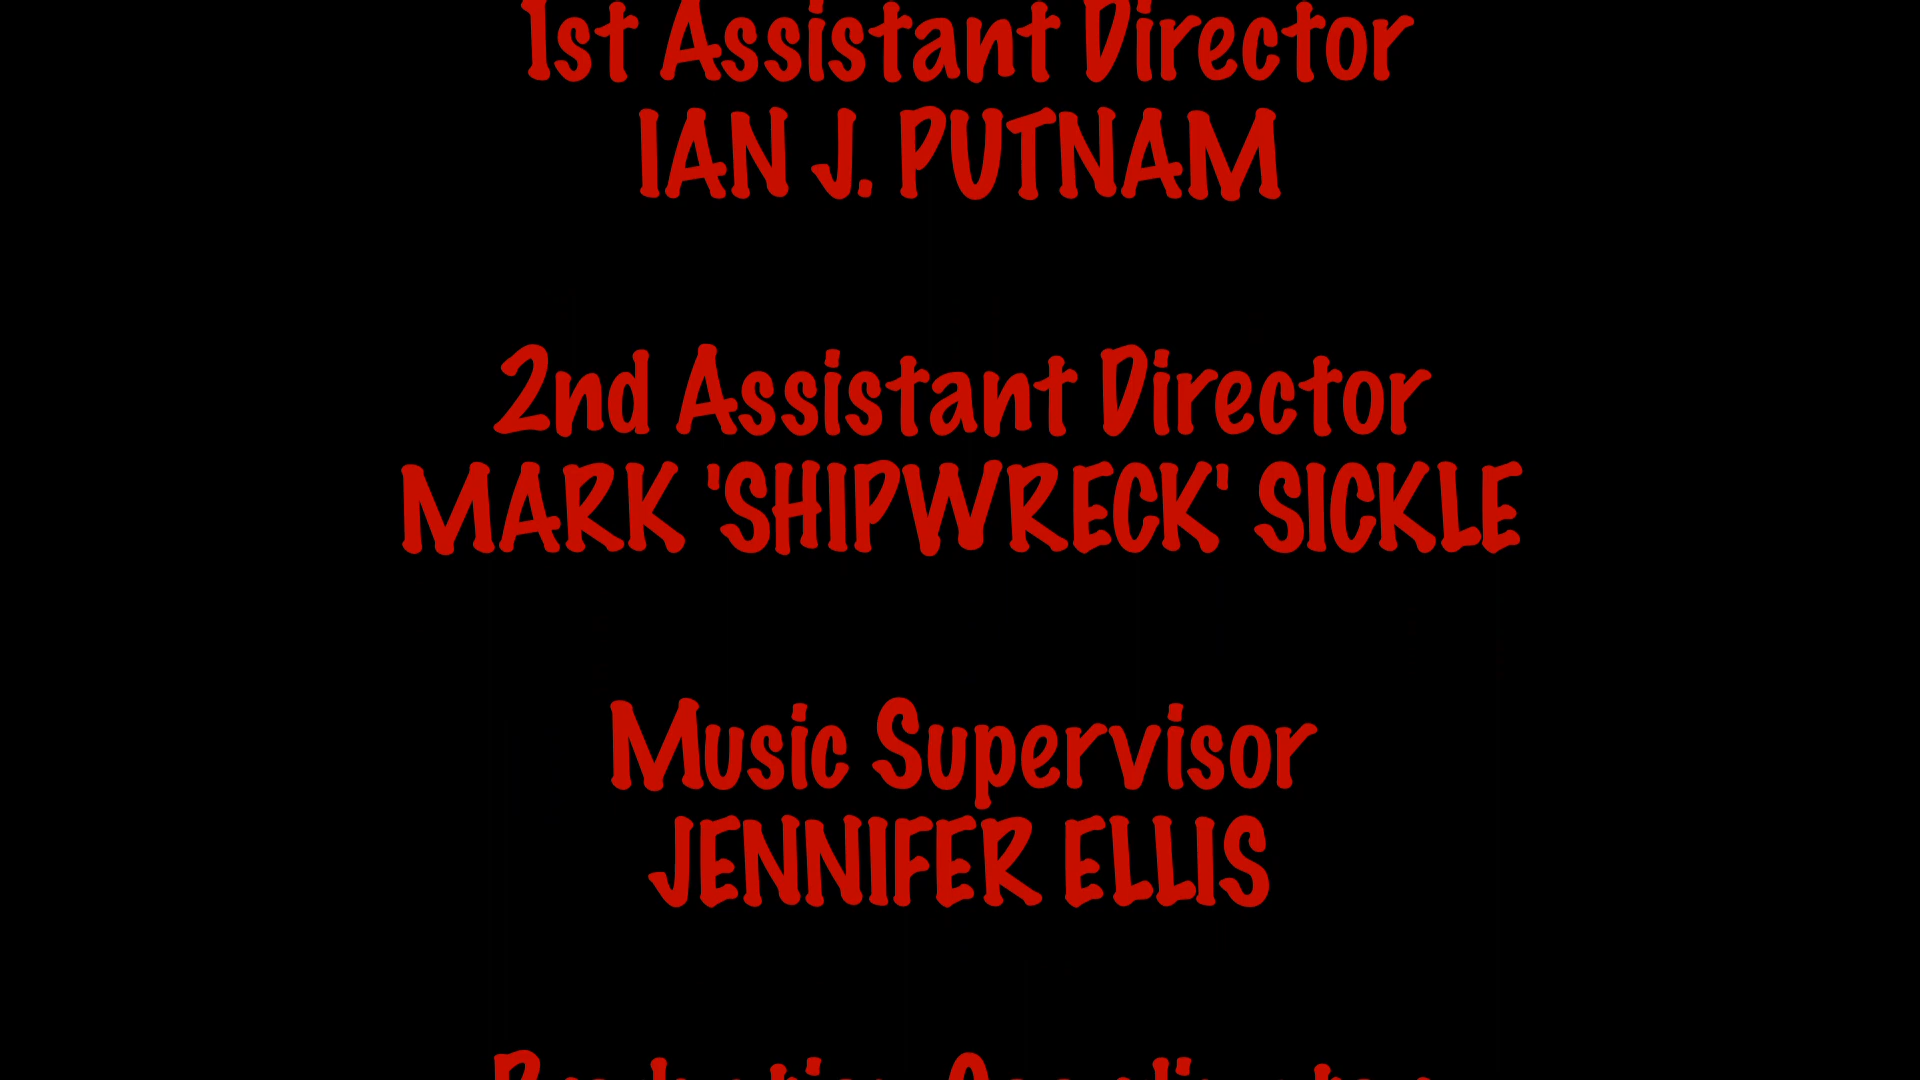 1st Assistant Director
IAN J. PUTNAM
2nd Assistant Director
MARK 'SHIPWRECK' SICKLE
Music Supervisor
JENNIFER ELLIS